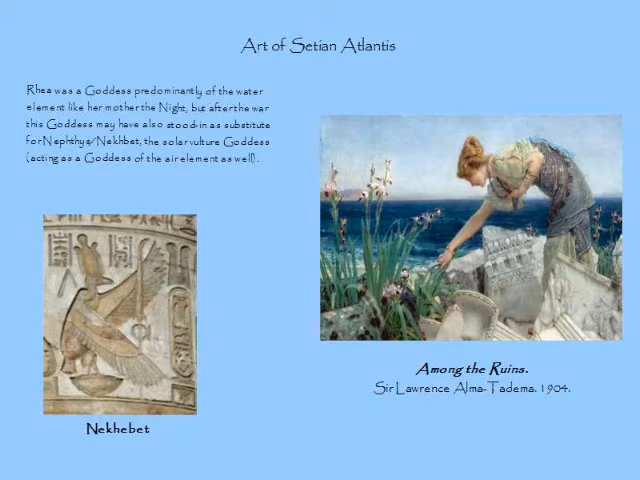 Art of Setian Atlantis
Rhea was a Goddess predominantly of the water
element like her mother the Night, but after the war
this Goddess may have also stood-in as substitute
for Nephthys/Nekhbet, the solar vulture Goddess
(acting as a Goddess of the air element as well).
Among the Ruins.
Sir Lawrence Alma-Tadema. 1904.
Nekhebet